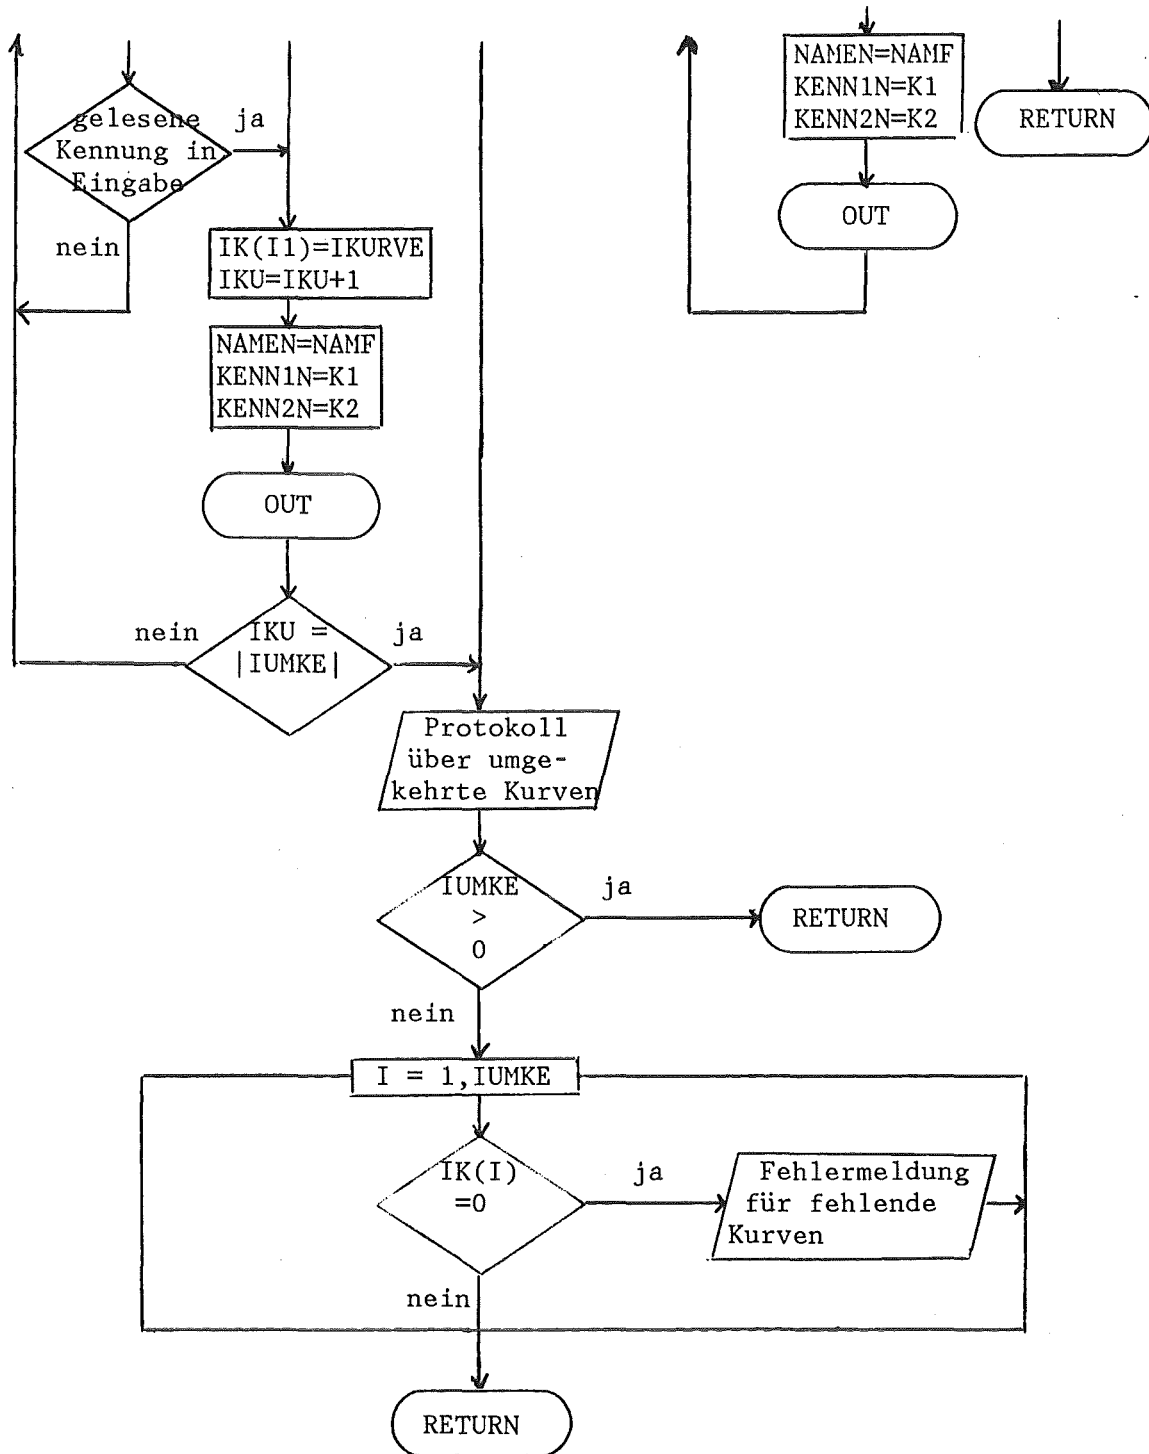 gelesene
Kennung in
Eingabe
ja
nein
IK(I1)=IKURVE
IKU=IKU+1
NAMEN=NAMF
KENN1N=K1
KENN2N=K2
OUT
IKU =
|IUMKE|
nein
ja
Protokoll
über umge-
kehrte Kurven
IUMKE
>
0
ja
RETURN
nein
I = 1,IUMKE
IK(I)
=0
ja
Fehlermeldung
für fehlende
Kurven
nein
RETURN
NAMEN=NAMF
KENN1N=K1
KENN2N=K2
OUT
RETURN